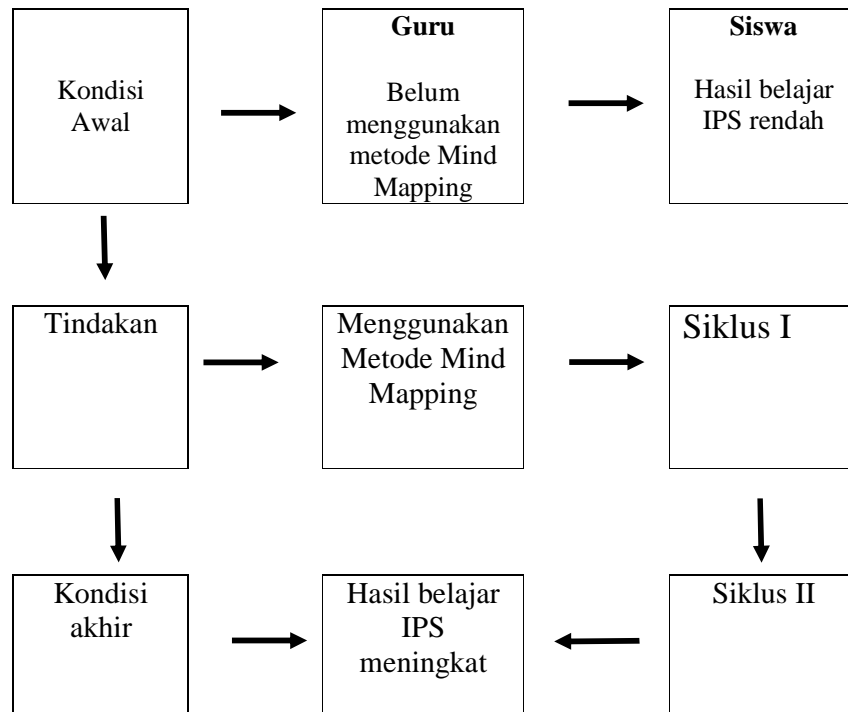 Kondisi
Awal
Guru
Belum
menggunakan
metode Mind
Mapping
Siswa
Hasil belajar
IPS rendah
Tindakan
Menggunakan
Metode Mind
Mapping
Siklus I
Kondisi
akhir
Hasil belajar
IPS
meningkat
Siklus II